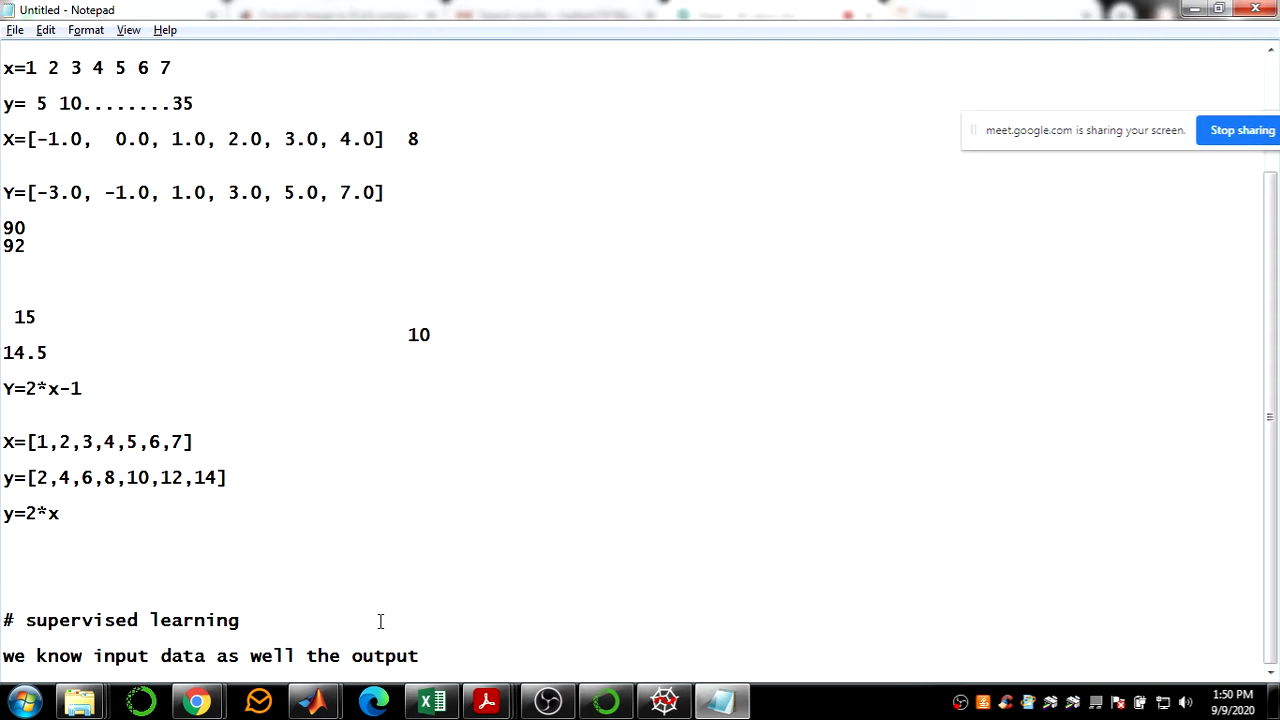 Untitled - Notepad
File Edit Format View Help
x=1 2 3 4 5 6 7
y= 5 10........35
X=[-1.0, 0.0, 1.0, 2.0, 3.0, 4.0] 8
meet.google.com is sharing your screen. Stop sharing
Y=[-3.0, -1.0, 1.0, 3.0, 5.0, 7.0]
90
92
15
10
14.5
Y=2*x-1
X=[1,2,3,4,5,6,7]
y=[2,4,6,8,10,12,14]
y=2*x
# supervised learning
we know input data as well the output
1:50 PM
9/9/2020